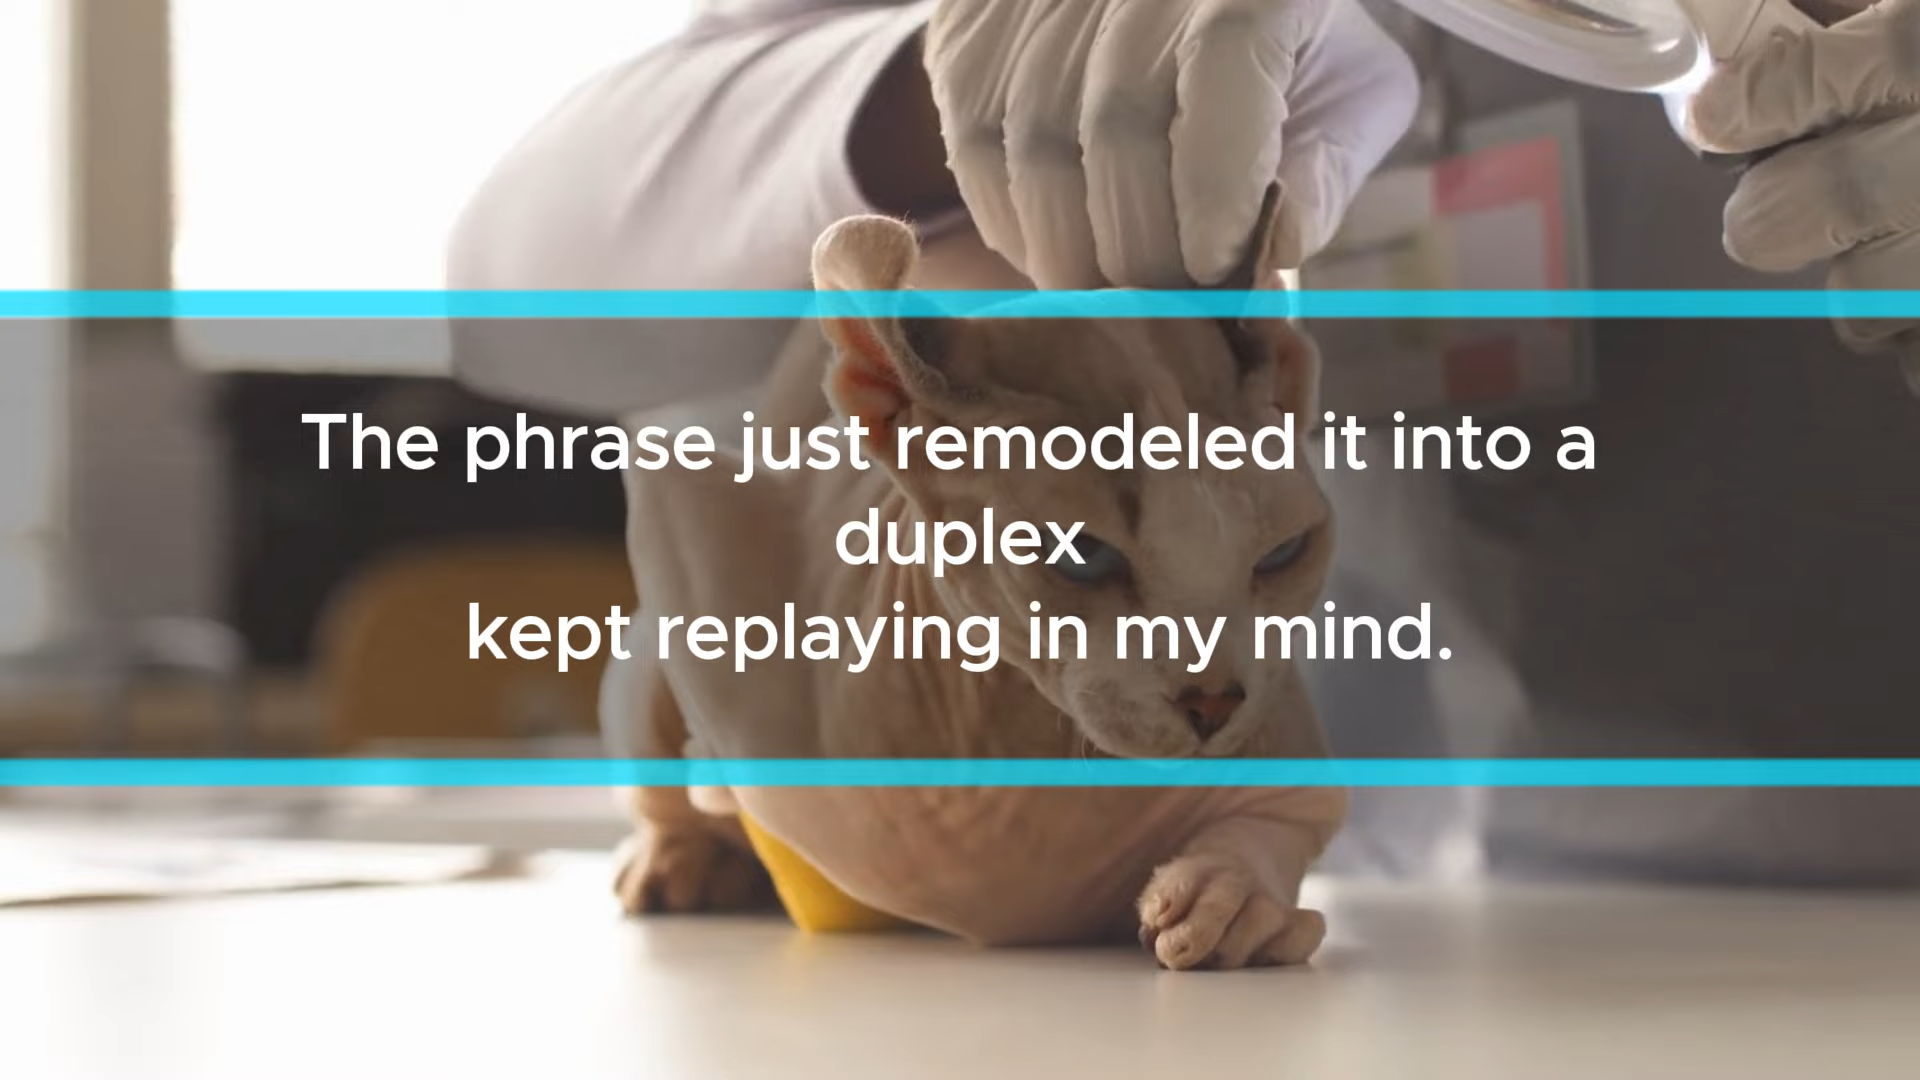 The phrase just remodeled it into a
duplex
kept replaying in my mind.